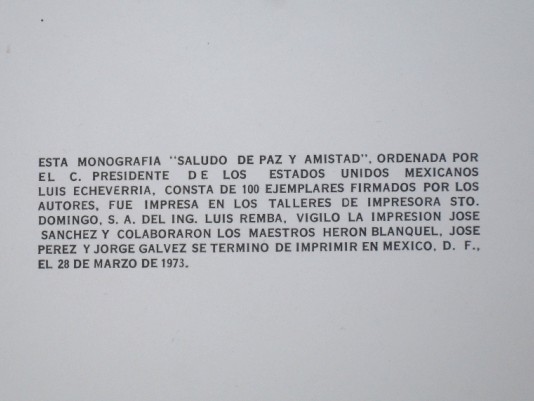 ESTA MONOGRAFIA "SALUDO DE PAZ Y AMISTAD", ORDENADA POR
EL C. PRESIDENTE DE LOS ESTADOS UNIDOS MEXICANOS
LUIS ECHEVERRIA, CONSTA DE 100 EJEMPLARES FIRMADOS POR LOS
AUTORES, FUE IMPRESA EN LOS TALLERES DE IMPRESORA STO.
DOMINGO, S. A. DEL ING. LUIS REMBA, VIGILO LA IMPRESION JOSE
SANCHEZ Y COLABORARON LOS MAESTROS HERON BLANQUEL, JOSE
PEREZ Y JORGE GALVEZ SE TERMINO DE IMPRIMIR EN MEXICO, D. F.,
EL 28 DE MARZO DE 1973.